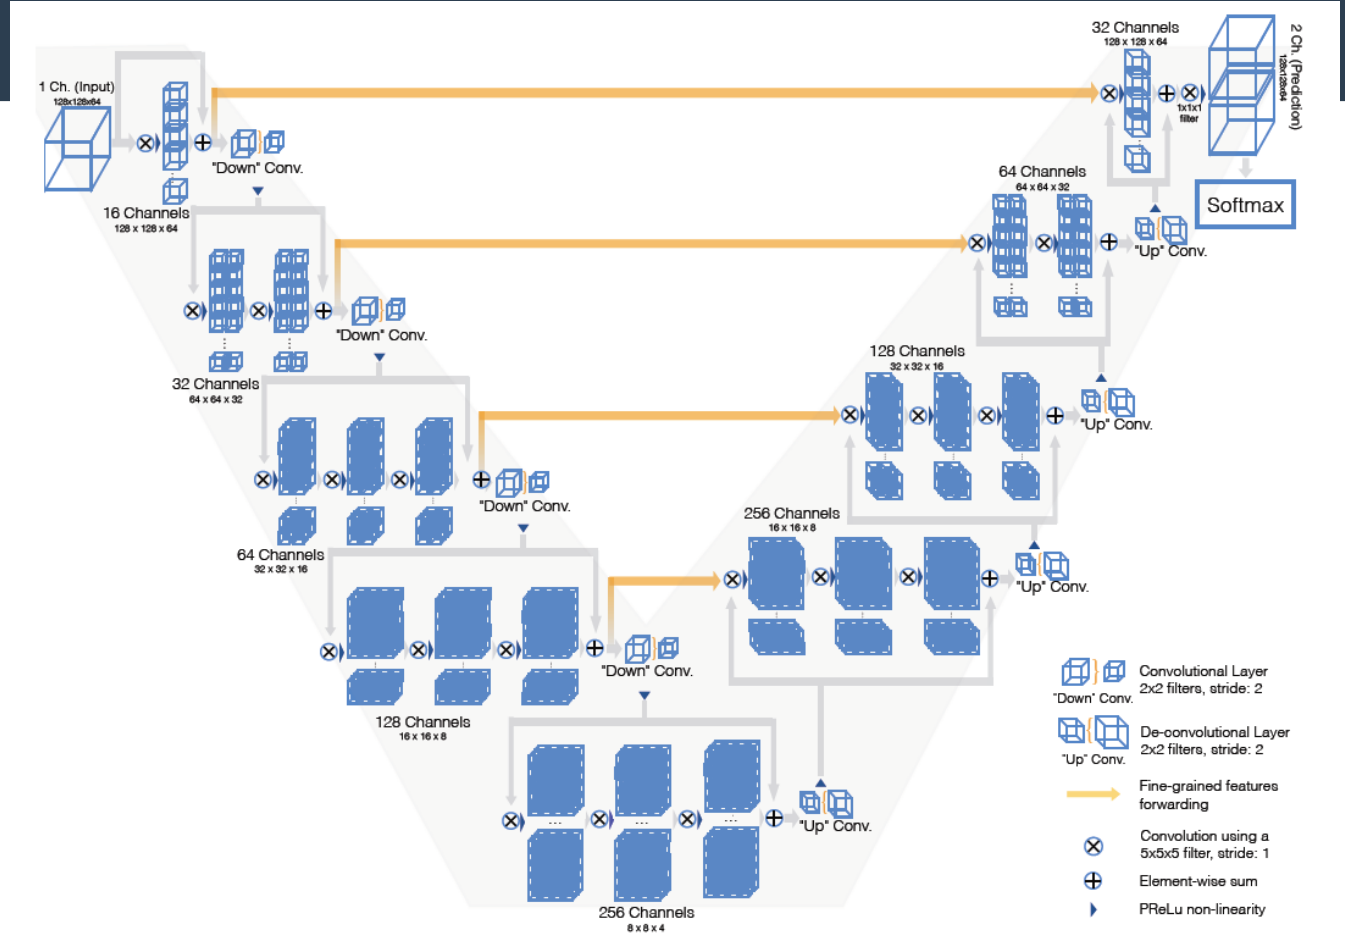 1 Ch. (Input)
128x128x64
"Down" Conv.
16 Channels
128 x 128 x 64
"Down" Conv.
32 Channels
64 x 64 x 32
"Down" Conv.
64 Channels
32 x 32 x 16
"Down" Conv.
128 Channels
16 x 16 x 8
256 Channels
8 x 8 x 4
"Up" Conv.
256 Channels
16 x 16 x 8
"Up" Conv.
128 Channels
32 x 32 x 16
"Up" Conv.
64 Channels
64 x 64 x 32
"Up" Conv.
32 Channels
128 x 128 x 64
1x1x1
filter
2 Ch. (Prediction)
128x128x64
Softmax
Convolutional Layer
2x2 filters, stride: 2
"Down" Conv.
De-convolutional Layer
2x2 filters, stride: 2
"Up" Conv.
Fine-grained features
forwarding
Convolution using a
5x5x5 filter, stride: 1
Element-wise sum
PReLu non-linearity